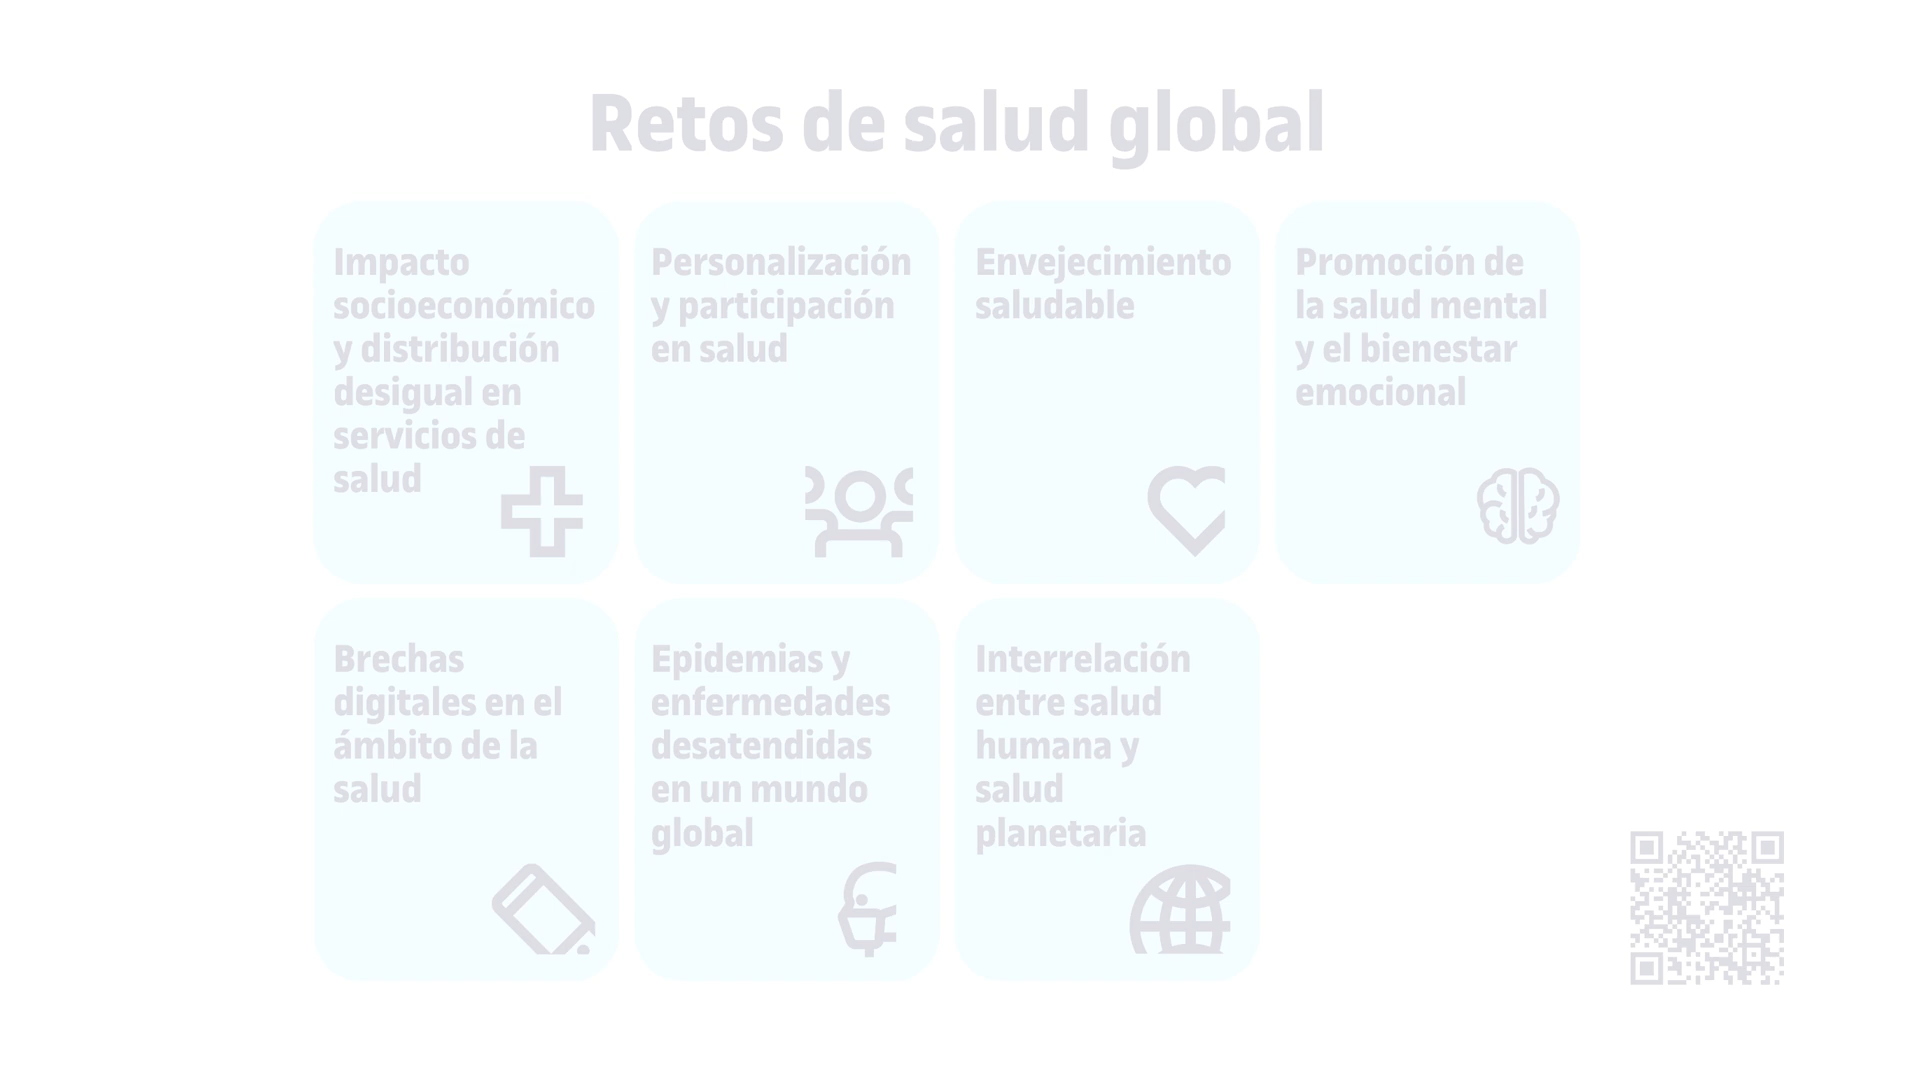 Retos de salud global
Impacto
socioeconómico
y distribución
desigual en
servicios de
salud
Personalización
y participación
en salud
Envejecimiento
saludable
Promoción de
la salud mental
y el bienestar
emocional
Brechas
digitales en el
ámbito de la
salud
Epidemias y
enfermedades
desatendidas
en un mundo
global
Interrelación
entre salud
humana y
salud
planetaria